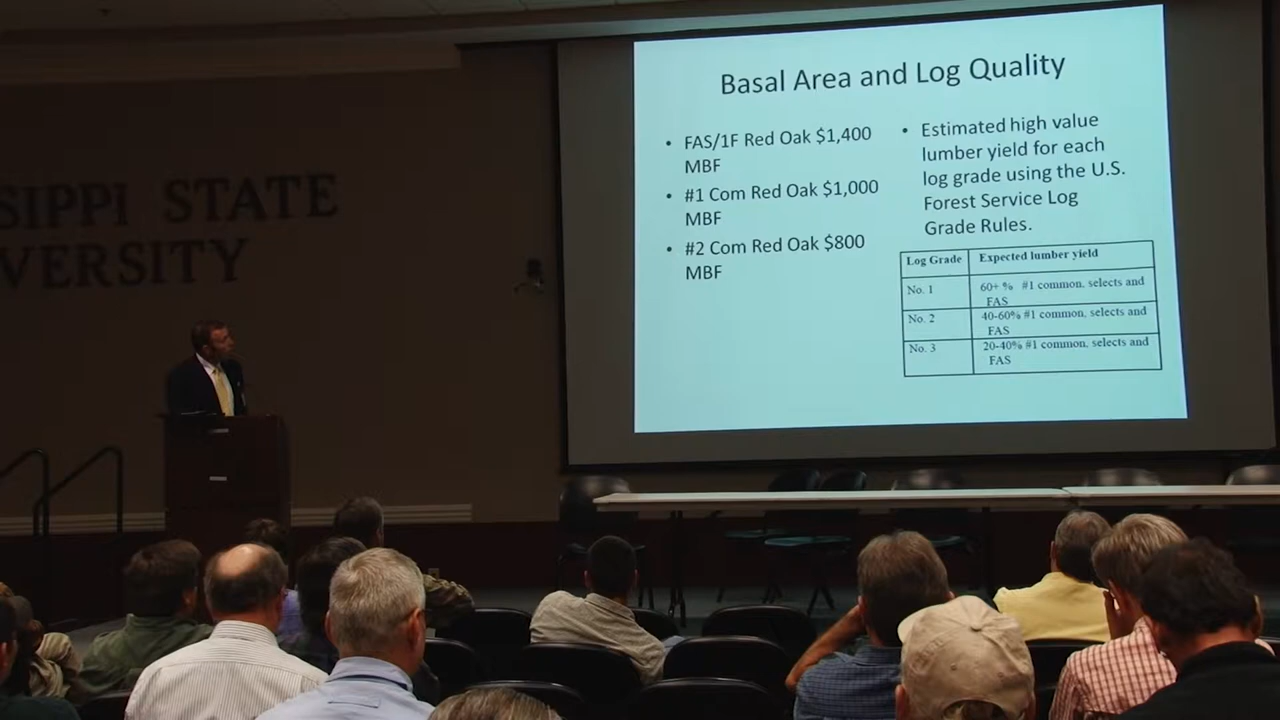 SIPPI STATE
VERSITY
Basal Area and Log Quality
• FAS/1F Red Oak $1,400
MBF
• #1 Com Red Oak $1,000
MBF
• #2 Com Red Oak $800
MBF
• Estimated high value
lumber yield for each
log grade using the U.S.
Forest Service Log
Grade Rules.
Log Grade Expected lumber yield
No. 1 60+ % #1 common, selects and
FAS
No. 2 40-60% #1 common, selects and
FAS
No. 3 20-40% #1 common, selects and
FAS